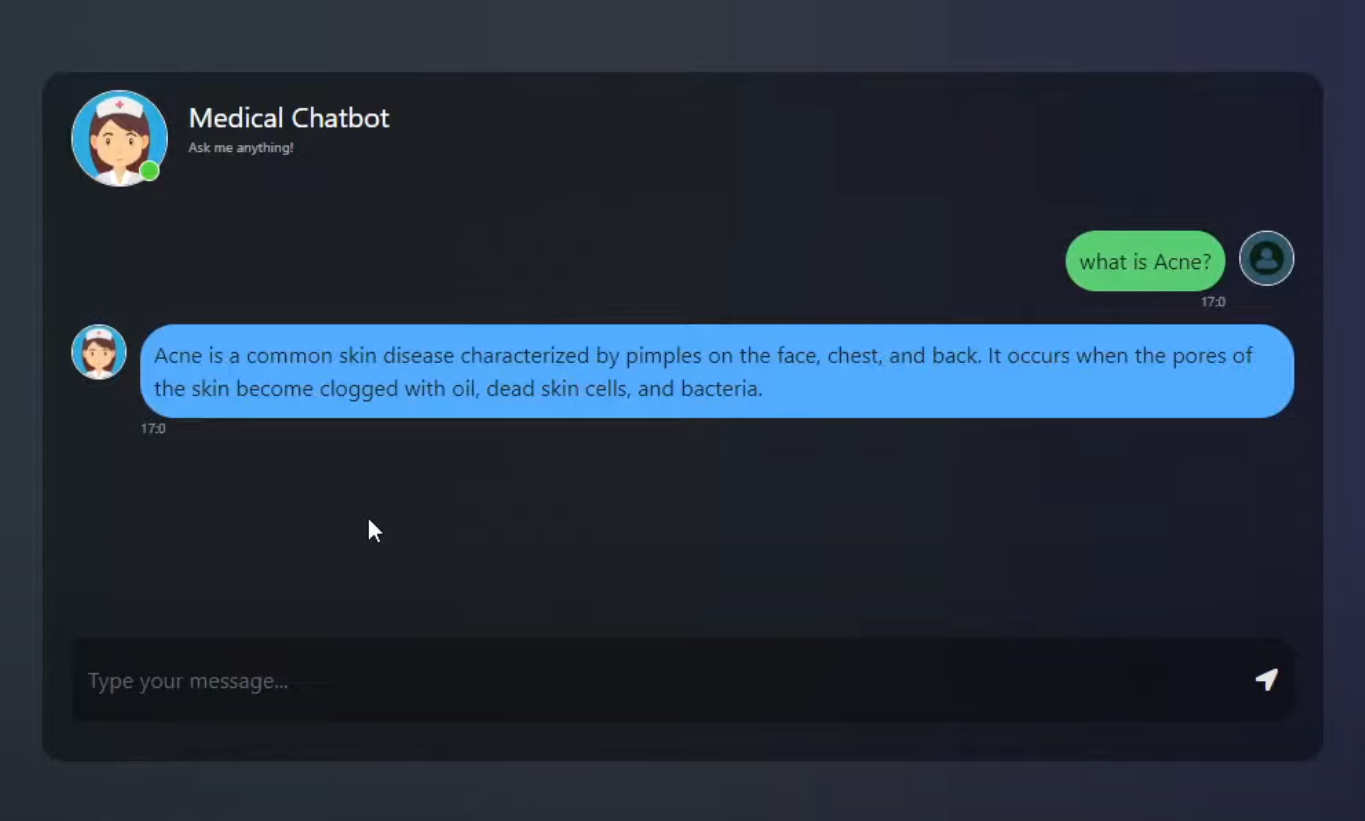 Medical Chatbot
Ask me anything!
what is Acne?
17:0
Acne is a common skin disease characterized by pimples on the face, chest, and back. It occurs when the pores of
the skin become clogged with oil, dead skin cells, and bacteria.
17:0
Type your message...